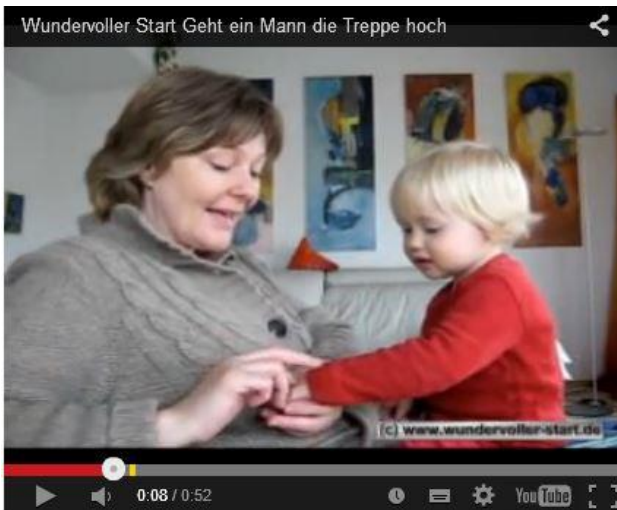 Wundervoller Start Geht ein Mann die Treppe hoch
(c) www.wundervoller-start.de
0:08 / 0:52
YouTube